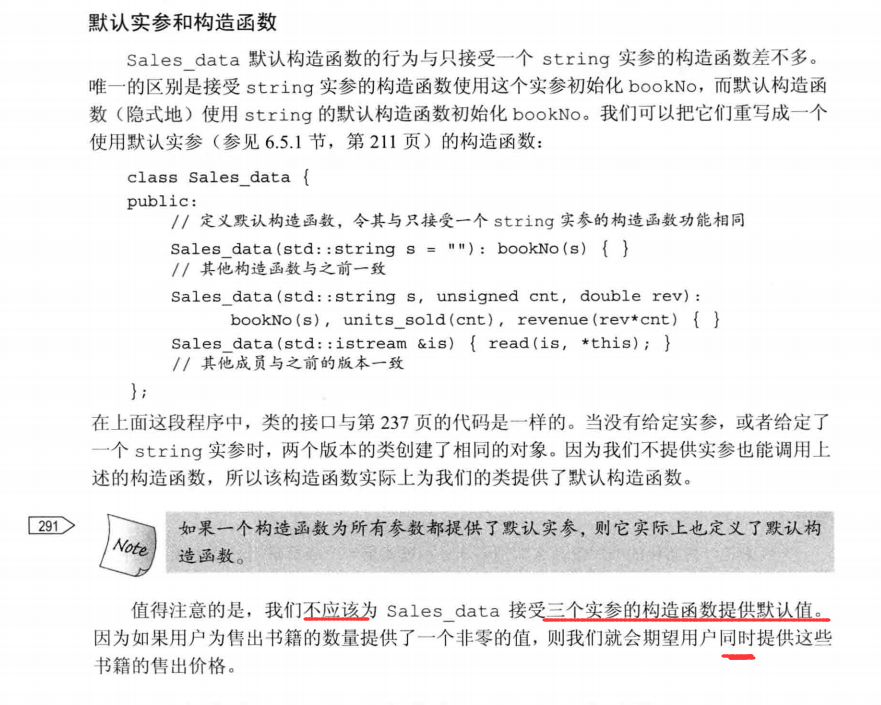 默认实参和构造函数
Sales_data 默认构造函数的行为与只接受一个 string 实参的构造函数差不多。
唯一的区别是接受 string 实参的构造函数使用这个实参初始化 bookNo，而默认构造函
数（隐式地）使用 string 的默认构造函数初始化 bookNo。我们可以把它们重写成一个
使用默认实参（参见 6.5.1 节，第 211 页）的构造函数：
class Sales_data {
public:
// 定义默认构造函数，令其与只接受一个 string 实参的构造函数功能相同
Sales_data(std::string s = ""): bookNo(s) { }
// 其他构造函数与之前一致
Sales_data(std::string s, unsigned cnt, double rev):
bookNo(s), units_sold(cnt), revenue(rev*cnt) { }
Sales_data(std::istream &is) { read(is, *this); }
// 其他成员与之前的版本一致
};
在上面这段程序中，类的接口与第 237 页的代码是一样的。当没有给定实参，或者给定了
一个 string 实参时，两个版本的类创建了相同的对象。因为我们不提供实参也能调用上
述的构造函数，所以该构造函数实际上为我们的类提供了默认构造函数。
291
Note
如果一个构造函数为所有参数都提供了默认实参，则它实际上也定义了默认构
造函数。
值得注意的是，我们不应该为 Sales_data 接受三个实参的构造函数提供默认值。
因为如果用户为售出书籍的数量提供了一个非零的值，则我们就会期望用户同时提供这些
书籍的售出价格。